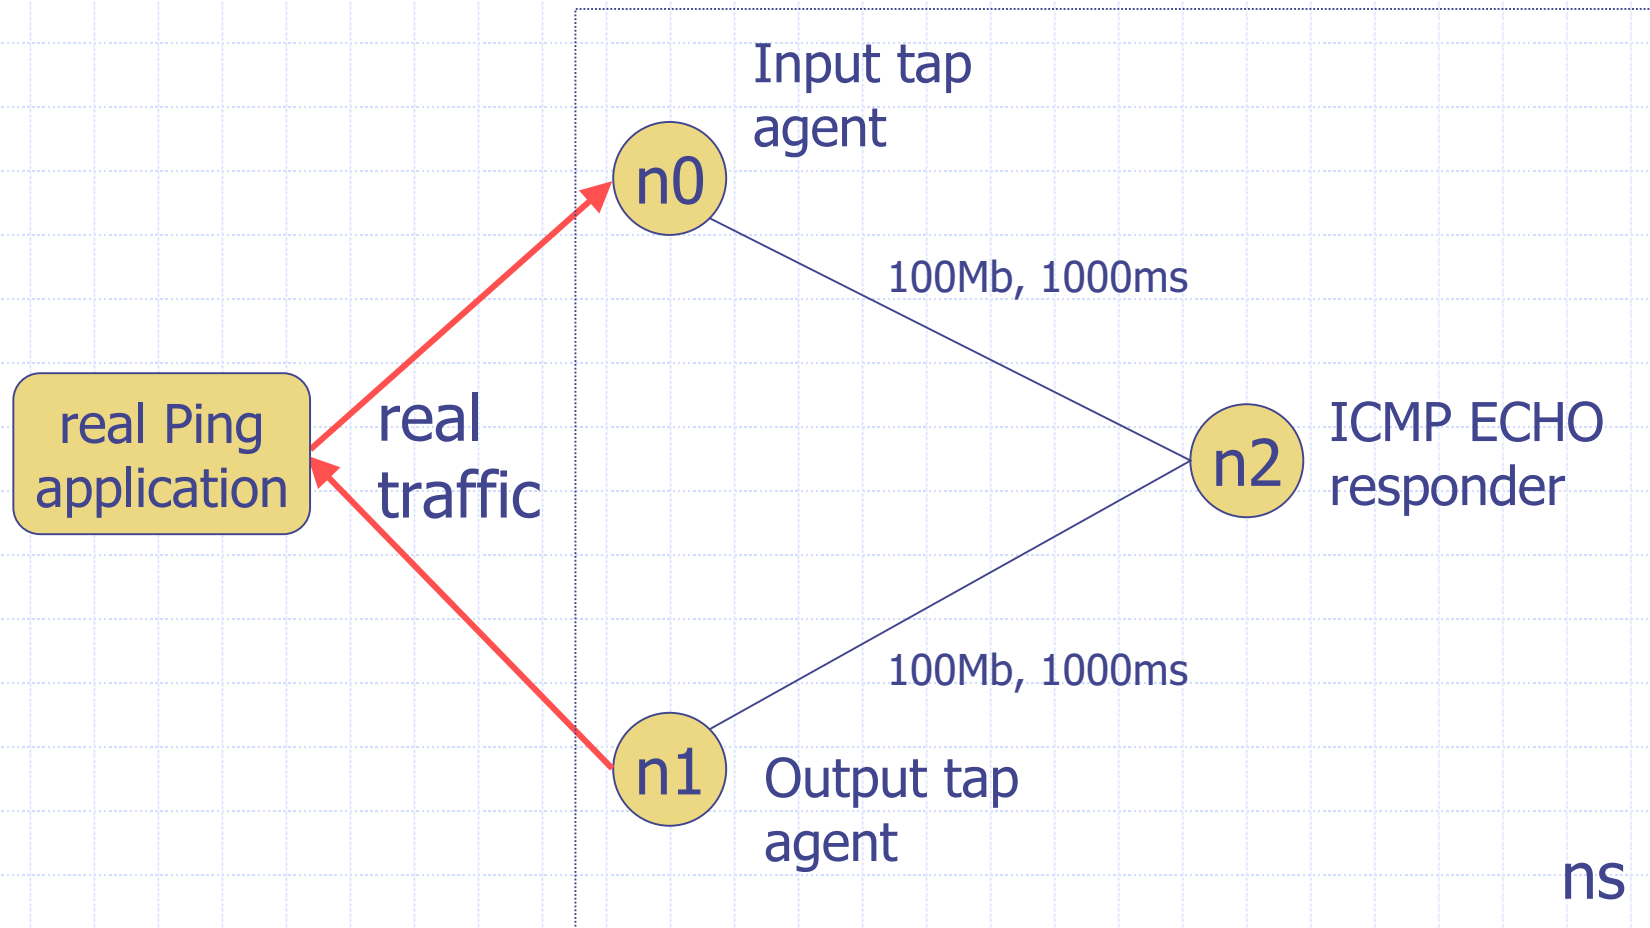 Input tap
agent
n0
100Mb, 1000ms
real Ping
application
real
traffic
n2
ICMP ECHO
responder
100Mb, 1000ms
n1
Output tap
agent
ns